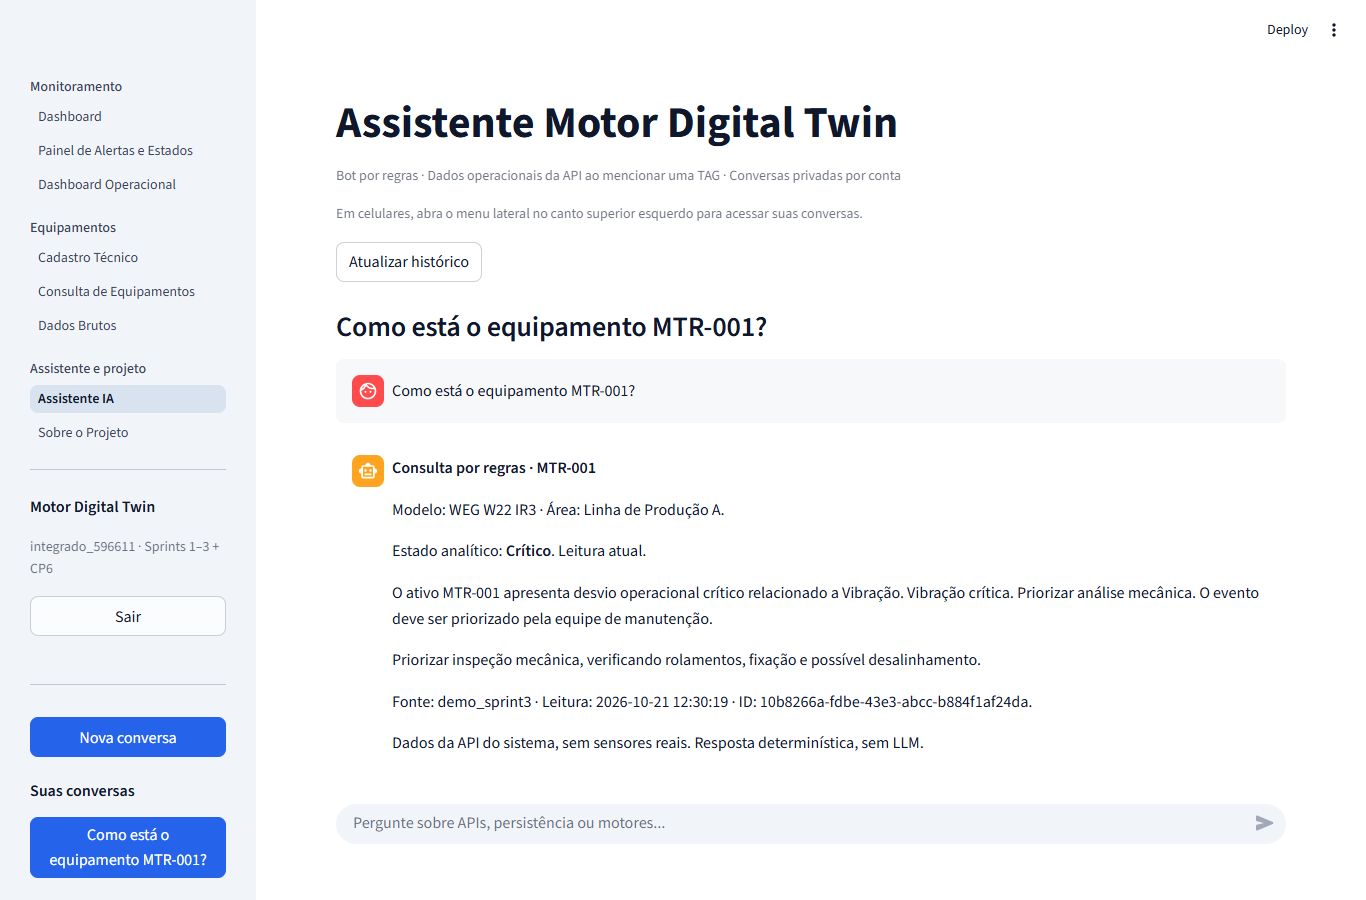 Deploy
Monitoramento
Dashboard
Painel de Alertas e Estados
Dashboard Operacional
Equipamentos
Cadastro Técnico
Consulta de Equipamentos
Dados Brutos
Assistente e projeto
Assistente IA
Sobre o Projeto
Motor Digital Twin
integrado_596611 · Sprints 1–3 +
CP6
Sair
Nova conversa
Suas conversas
Como está o
equipamento MTR-001?
Assistente Motor Digital Twin
Bot por regras · Dados operacionais da API ao mencionar uma TAG · Conversas privadas por conta
Em celulares, abra o menu lateral no canto superior esquerdo para acessar suas conversas.
Atualizar histórico
Como está o equipamento MTR-001?
Como está o equipamento MTR-001?
Consulta por regras · MTR-001
Modelo: WEG W22 IR3 · Área: Linha de Produção A.
Estado analítico: Crítico. Leitura atual.
O ativo MTR-001 apresenta desvio operacional crítico relacionado a Vibração. Vibração crítica. Priorizar análise mecânica. O evento
deve ser priorizado pela equipe de manutenção.
Priorizar inspeção mecânica, verificando rolamentos, fixação e possível desalinhamento.
Fonte: demo_sprint3 · Leitura: 2026-10-21 12:30:19 · ID: 10b8266a-fdbe-43e3-abcc-b884f1af24da.
Dados da API do sistema, sem sensores reais. Resposta determinística, sem LLM.
Pergunte sobre APIs, persistência ou motores...